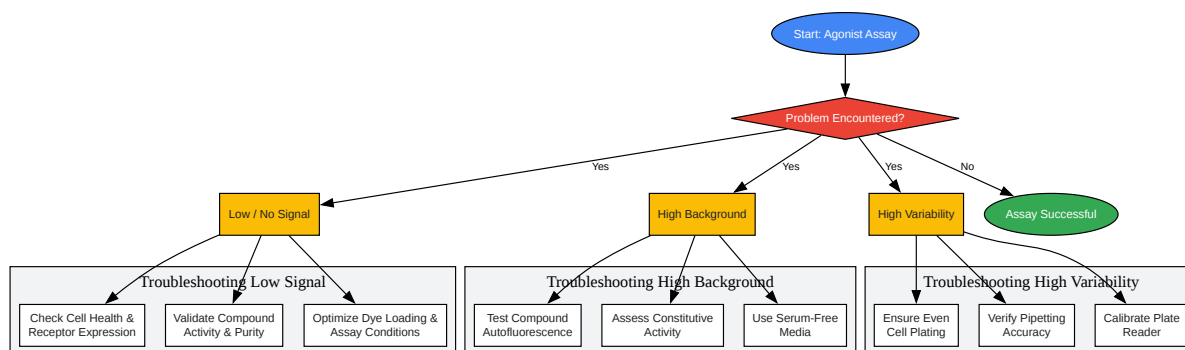 Start: Agonist Assay
Problem Encountered?
Yes
Yes
Yes
No
Low / No Signal
High Background
High Variability
Assay Successful
Troubleshooting Low Signal
Troubleshooting High Background
Troubleshooting High Variability
Check Cell Health &
Receptor Expression
Validate Compound
Activity & Purity
Optimize Dye Loading &
Assay Conditions
Test Compound
Autofluorescence
Assess Constitutive
Activity
Use Serum-Free
Media
Ensure Even
Cell Plating
Verify Pipetting
Accuracy
Calibrate Plate
Reader